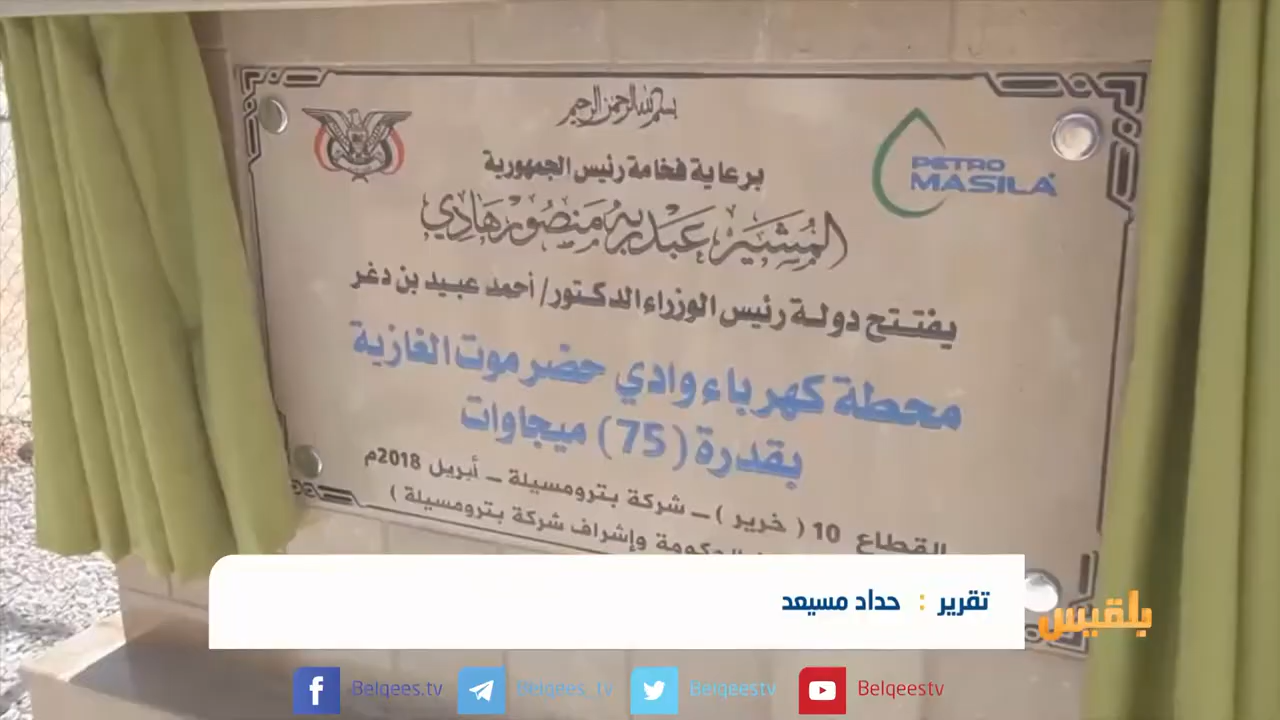 بسم الله الرحمن الرحيم
PETRO
MASILA
برعاية فخامة رئيس الجمهورية
المشير عبدربه منصور هادي
يفتتح دولة رئيس الوزراء الدكتور/ أحمد عبيد بن دغر
محطة كهرباء وادي حضرموت الغازية
بقدرة (75) ميجاوات
القطاع 10 ( خرير ) - شركة بترومسيلة - أبريل 2018م
الحكومة وإشراف شركة بترومسيلة )
تقرير : حداد مسيعد
بلقيس
Belqees.tv
Belqees_tv
Belqeestv
Belqeestv